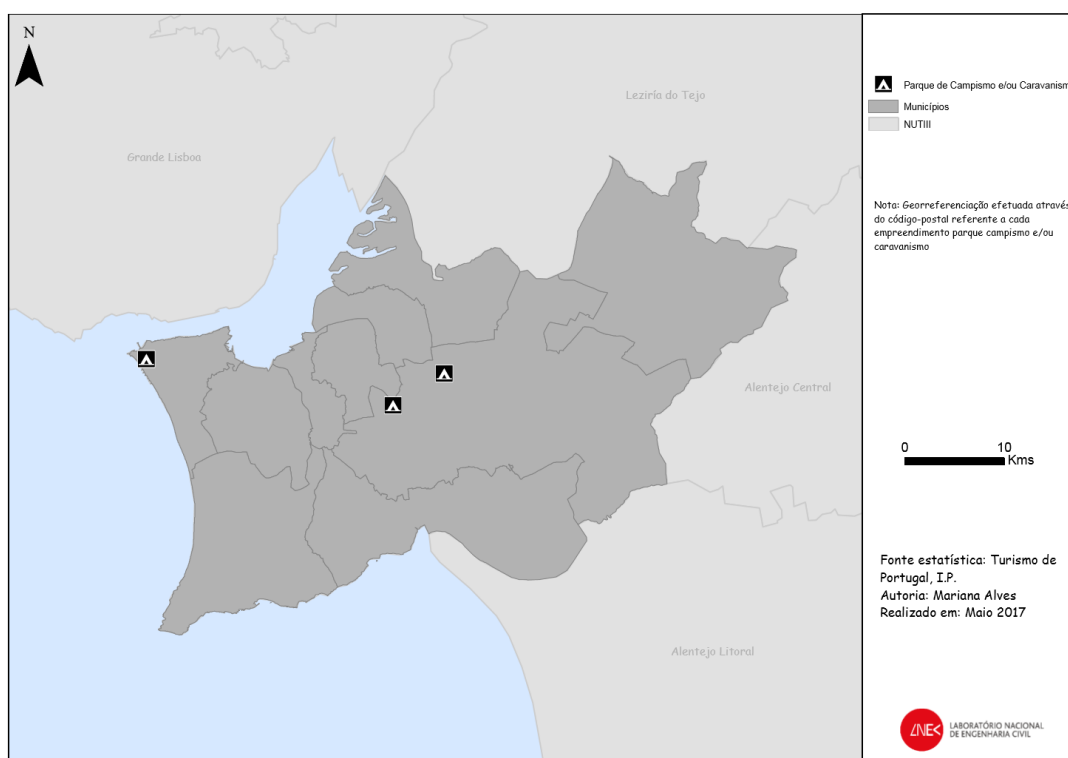 N
Leziría do Tejo
Grande Lisboa
Alentejo Central
Alentejo Litoral
Parque de Campismo e/ou Caravanism
Municípios
NUTIII
Nota: Georreferenciação efetuada através
do código-postal referente a cada
empreendimento parque campismo e/ou
caravanismo
0 10
Kms
Fonte estatística: Turismo de
Portugal, I.P.
Autoria: Mariana Alves
Realizado em: Maio 2017
LNEC
LABORATÓRIO NACIONAL
DE ENGENHARIA CIVIL